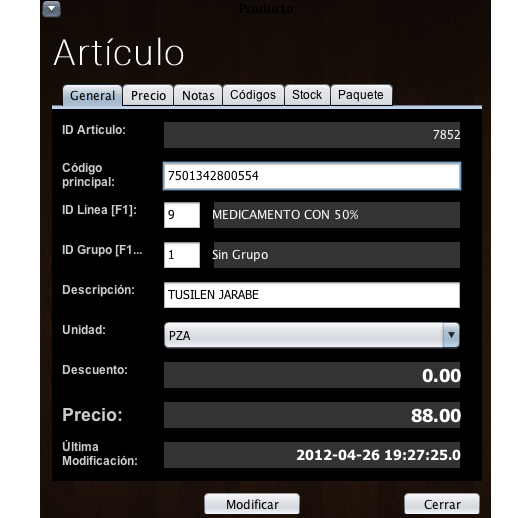 Producto
Artículo
General Precio Notas Códigos Stock Paquete
ID Articulo: 7852
Código principal: 7501342800554
ID Línea [F1]: 9 MEDICAMENTO CON 50%
ID Grupo [F1... 1 Sin Grupo
Descripción: TUSILEN JARABE
Unidad: PZA
Descuento: 0.00
Precio: 88.00
Última Modificación: 2012-04-26 19:27:25.0
Modificar Cerrar